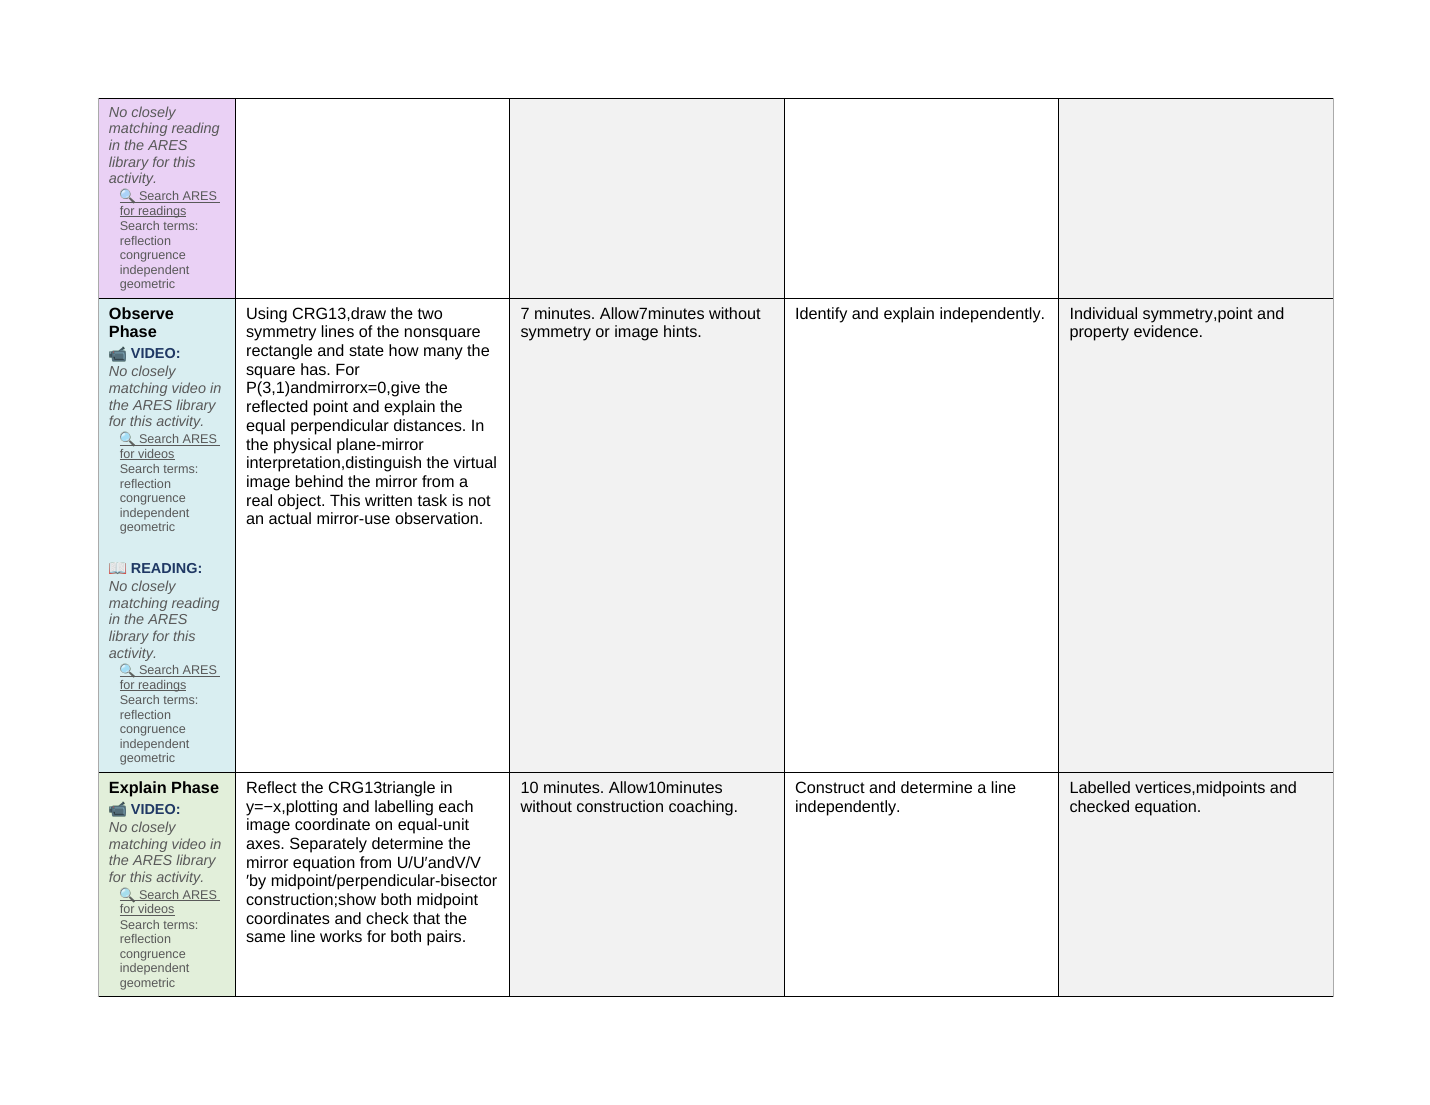 No closely
matching reading
in the ARES
library for this
activity.
🔍 Search ARES
for readings
Search terms:
reflection
congruence
independent
geometric
Observe
Phase
📹 VIDEO:
No closely
matching video in
the ARES library
for this activity.
🔍 Search ARES
for videos
Search terms:
reflection
congruence
independent
geometric
📖 READING:
No closely
matching reading
in the ARES
library for this
activity.
🔍 Search ARES
for readings
Search terms:
reflection
congruence
independent
geometric
Using CRG13,draw the two
symmetry lines of the nonsquare
rectangle and state how many the
square has. For
P(3,1)andmirrorx=0,give the
reflected point and explain the
equal perpendicular distances. In
the physical plane-mirror
interpretation,distinguish the virtual
image behind the mirror from a
real object. This written task is not
an actual mirror-use observation.
7 minutes. Allow7minutes without
symmetry or image hints.
Identify and explain independently.
Individual symmetry,point and
property evidence.
Explain Phase
📹 VIDEO:
No closely
matching video in
the ARES library
for this activity.
🔍 Search ARES
for videos
Search terms:
reflection
congruence
independent
geometric
Reflect the CRG13triangle in
y=−x,plotting and labelling each
image coordinate on equal-unit
axes. Separately determine the
mirror equation from U/U′andV/V
′by midpoint/perpendicular-bisector
construction;show both midpoint
coordinates and check that the
same line works for both pairs.
10 minutes. Allow10minutes
without construction coaching.
Construct and determine a line
independently.
Labelled vertices,midpoints and
checked equation.